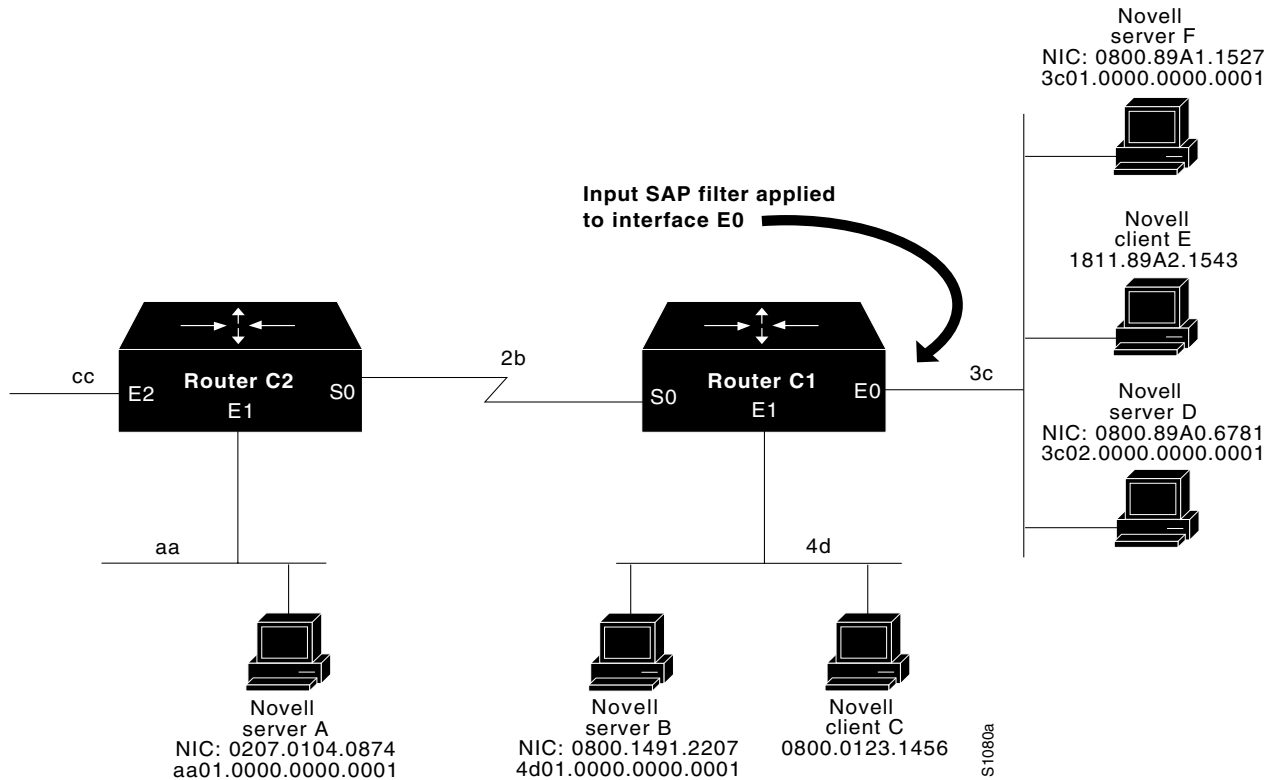 Novell
server F
NIC: 0800.89A1.1527
3c01.0000.0000.0001
Input SAP filter applied
to interface E0
Novell
client E
1811.89A2.1543
cc
E2
Router C2
E1
S0
2b
S0
Router C1
E1
E0
3c
Novell
server D
NIC: 0800.89A0.6781
3c02.0000.0000.0001
aa
4d
Novell
server A
NIC: 0207.0104.0874
aa01.0000.0000.0001
Novell
server B
NIC: 0800.1491.2207
4d01.0000.0000.0001
Novell
client C
0800.0123.1456
S1080a